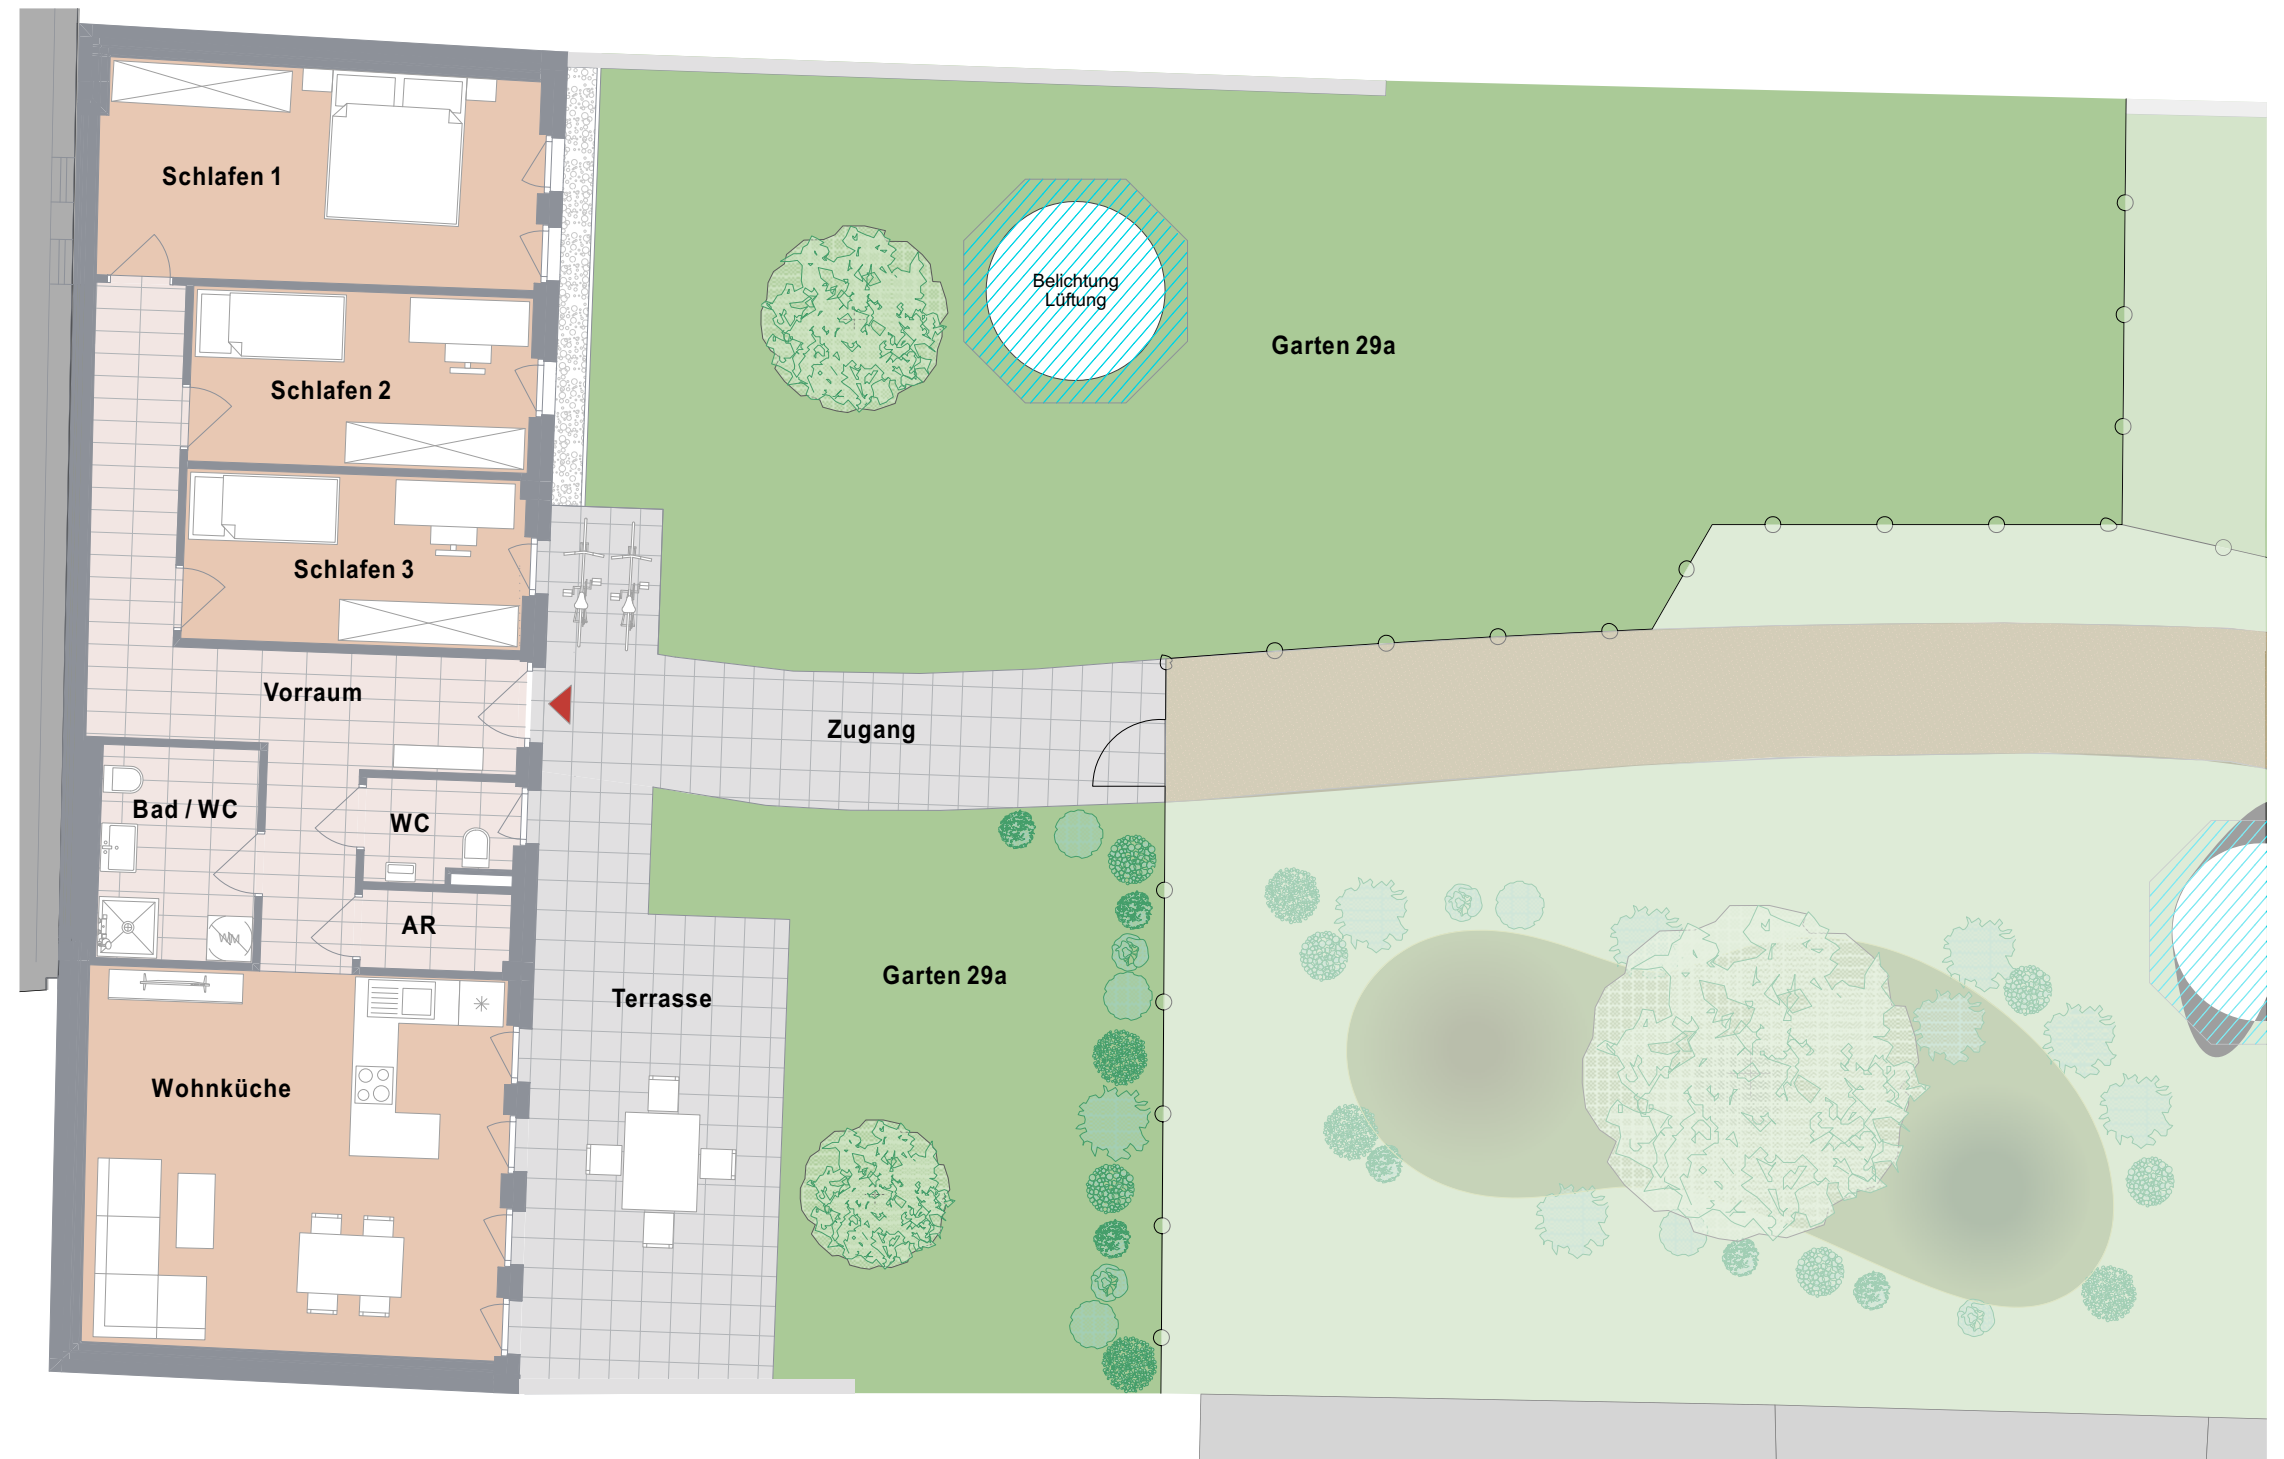 Schlafen 1
Belichtung
Lüftung
Garten 29a
Schlafen 2
Schlafen 3
Vorraum
Zugang
Bad / WC
WC
AR
WM
Garten 29a
Terrasse
Wohnküche